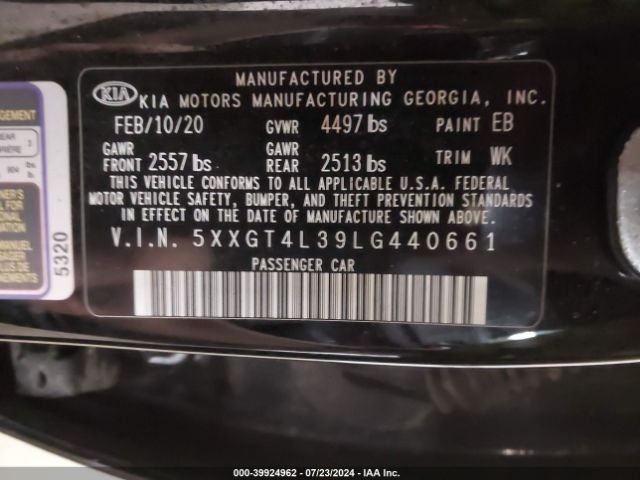 MANUFACTURED BY
KIA KIA MOTORS MANUFACTURING GEORGIA, INC.
FEB/10/20 GVWR 4497 lbs PAINT EB
GAWR FRONT 2557 lbs GAWR REAR 2513 lbs TRIM WK
THIS VEHICLE CONFORMS TO ALL APPLICABLE U.S.A. FEDERAL
MOTOR VEHICLE SAFETY, BUMPER, AND THEFT PREVENTION STANDARDS
IN EFFECT ON THE DATE OF MANUFACTURE SHOWN ABOVE.
V.I.N. 5XXGT4L39LG440661
PASSENGER CAR
5320
000-39924962 - 07/23/2024 - IAA Inc.